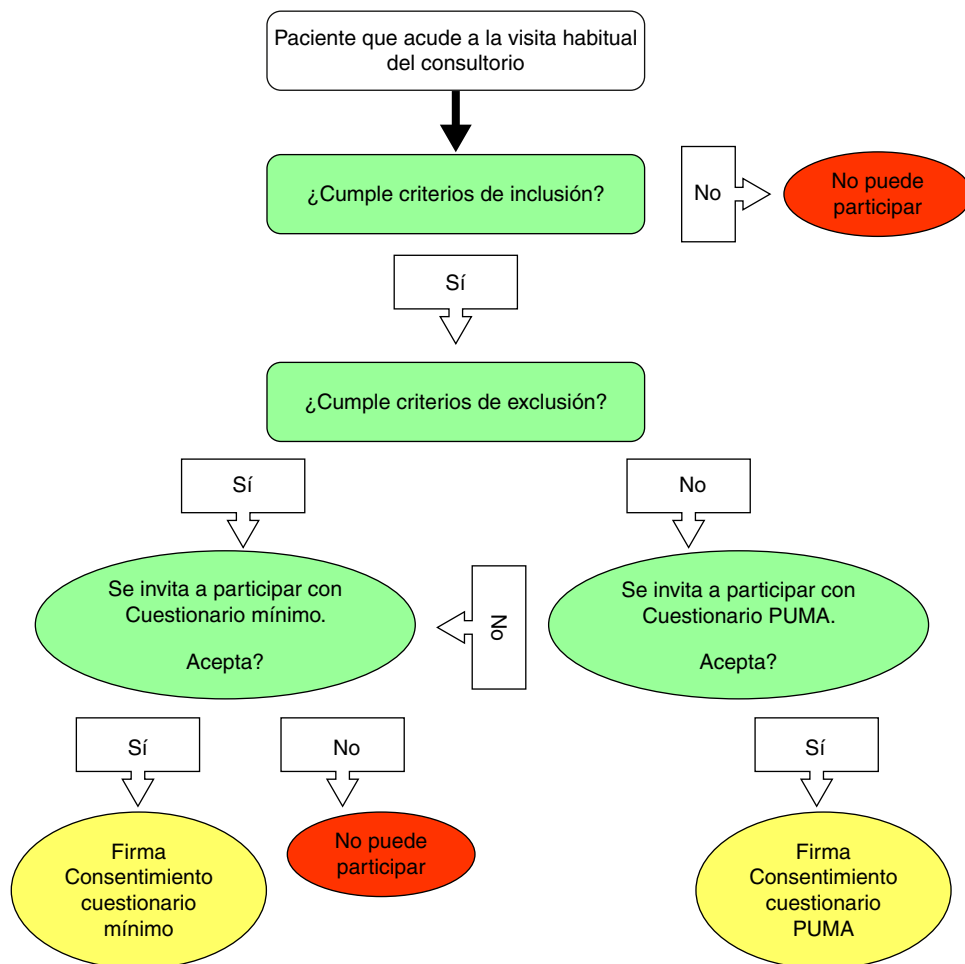 Paciente que acude a la visita habitual
del consultorio
¿Cumple criterios de inclusión?
No
No puede
participar
Sí
¿Cumple criterios de exclusión?
Sí
No
Se invita a participar con
Cuestionario mínimo.
Acepta?
No
Se invita a participar con
Cuestionario PUMA.
Acepta?
Sí
No
Sí
Firma
Consentimiento
cuestionario
mínimo
No puede
participar
Firma
Consentimiento
cuestionario
PUMA